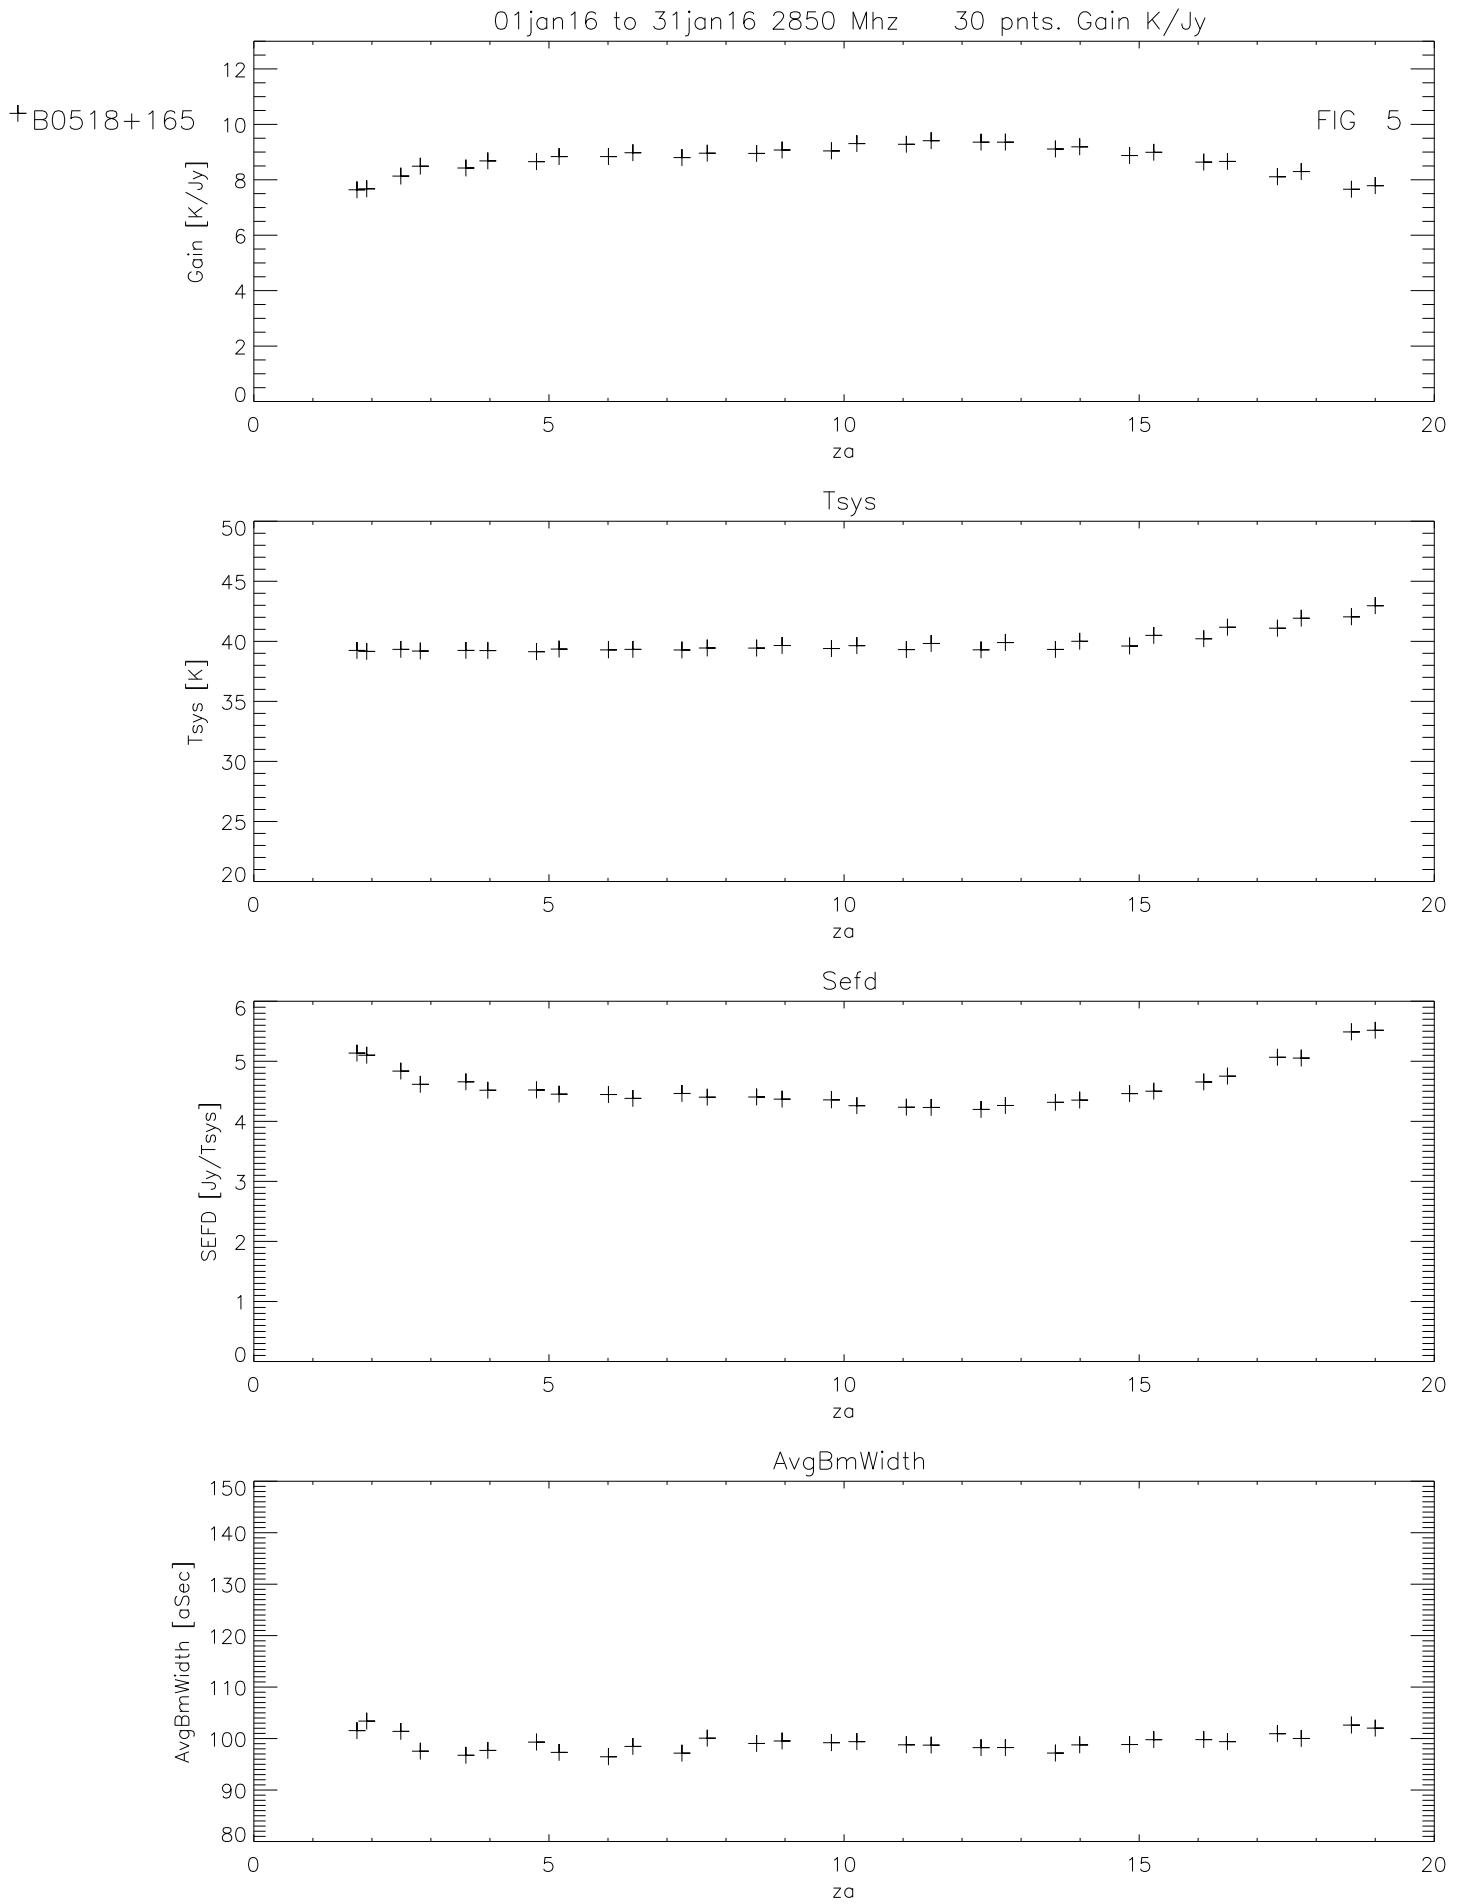 01jan16 to 31jan16 2850 Mhz 30 pnts. Gain K/Jy
+ B0518+165
FIG 5
Gain [K/Jy]
12
10
8
6
4
2
0
0 5 10 15 20
za
Tsys
Tsys [K]
50
45
40
35
30
25
20
0 5 10 15 20
za
Sefd
SEFD [Jy/Tsys]
6
5
4
3
2
1
0
0 5 10 15 20
za
AvgBmWidth
AvgBmWidth [aSec]
150
140
130
120
110
100
90
80
0 5 10 15 20
za